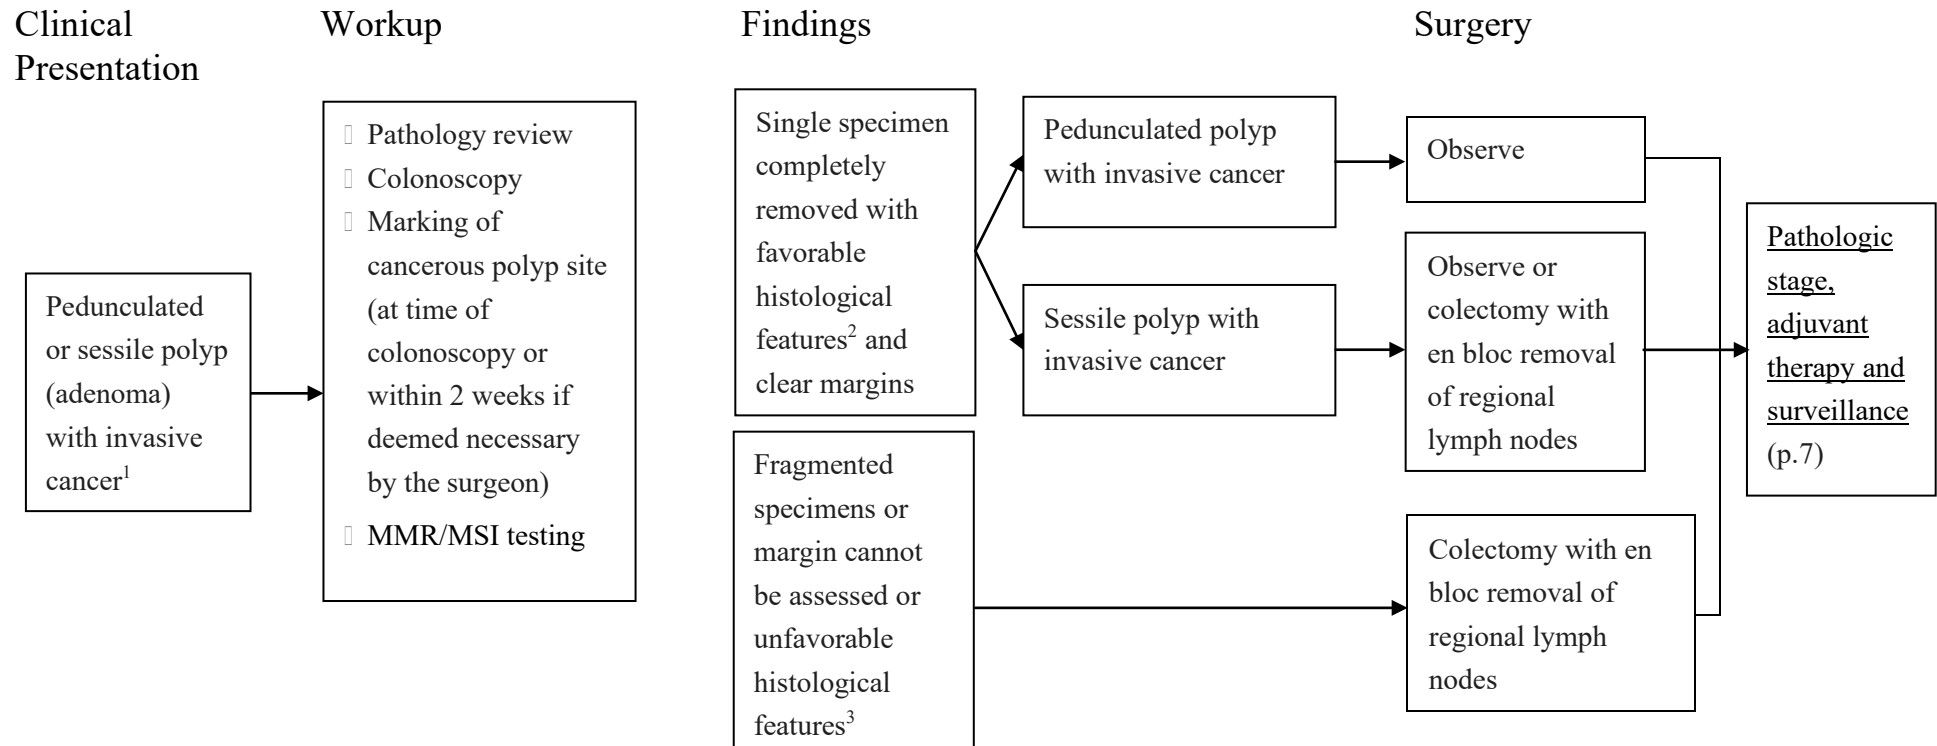 Clinical
Presentation
Workup
Findings
Surgery
Pedunculated
or sessile polyp
(adenoma)
with invasive
cancer1
Pathology review
Colonoscopy
Marking of
cancerous polyp site
(at time of
colonoscopy or
within 2 weeks if
deemed necessary
by the surgeon)
MMR/MSI testing
Single specimen
completely
removed with
favorable
histological
features2 and
clear margins
Fragmented
specimens or
margin cannot
be assessed or
unfavorable
histological
features3
Pedunculated polyp
with invasive cancer
Sessile polyp with
invasive cancer
Observe
Observe or
colectomy with
en bloc removal
of regional
lymph nodes
Colectomy with en
bloc removal of
regional lymph
nodes
Pathologic
stage,
adjuvant
therapy and
surveillance
(p.7)